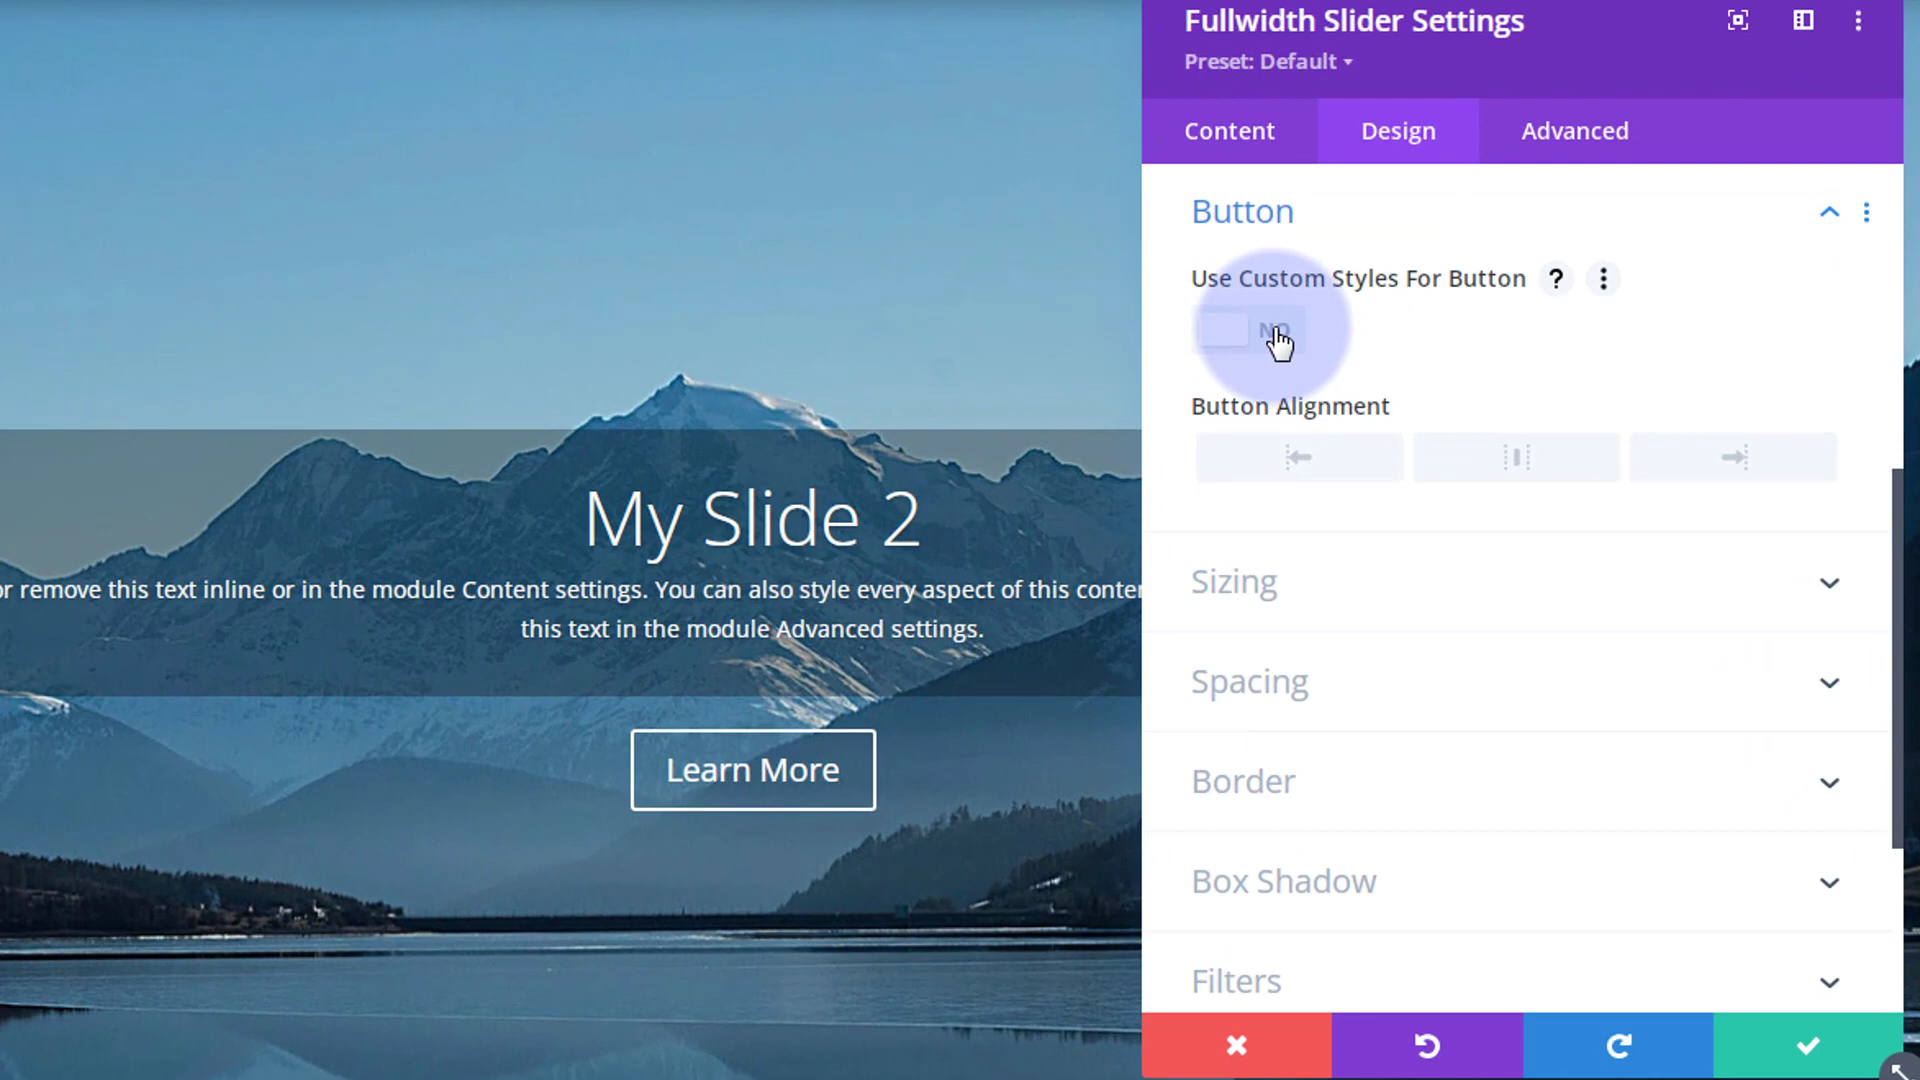 Fullwidth Slider Settings
Preset: Default
Content Design Advanced
Button
Use Custom Styles For Button ?
NO
Button Alignment
Sizing
Spacing
Border
Box Shadow
Filters
My Slide 2
or remove this text inline or in the module Content settings. You can also style every aspect of this
this text in the module Advanced settings.
Learn More